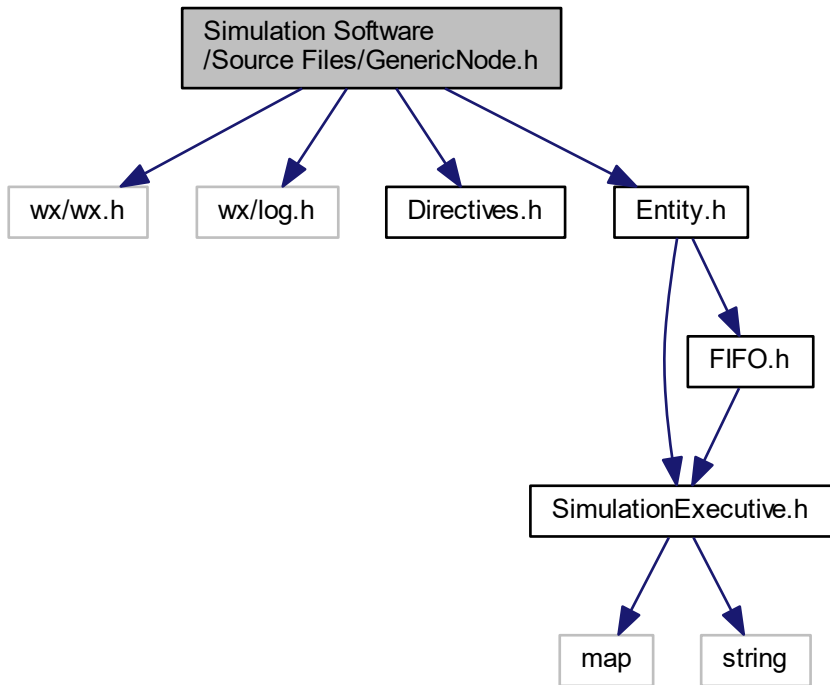 Simulation Software
/Source Files/GenericNode.h
wx/wx.h
wx/log.h
Directives.h
Entity.h
FIFO.h
SimulationExecutive.h
map
string